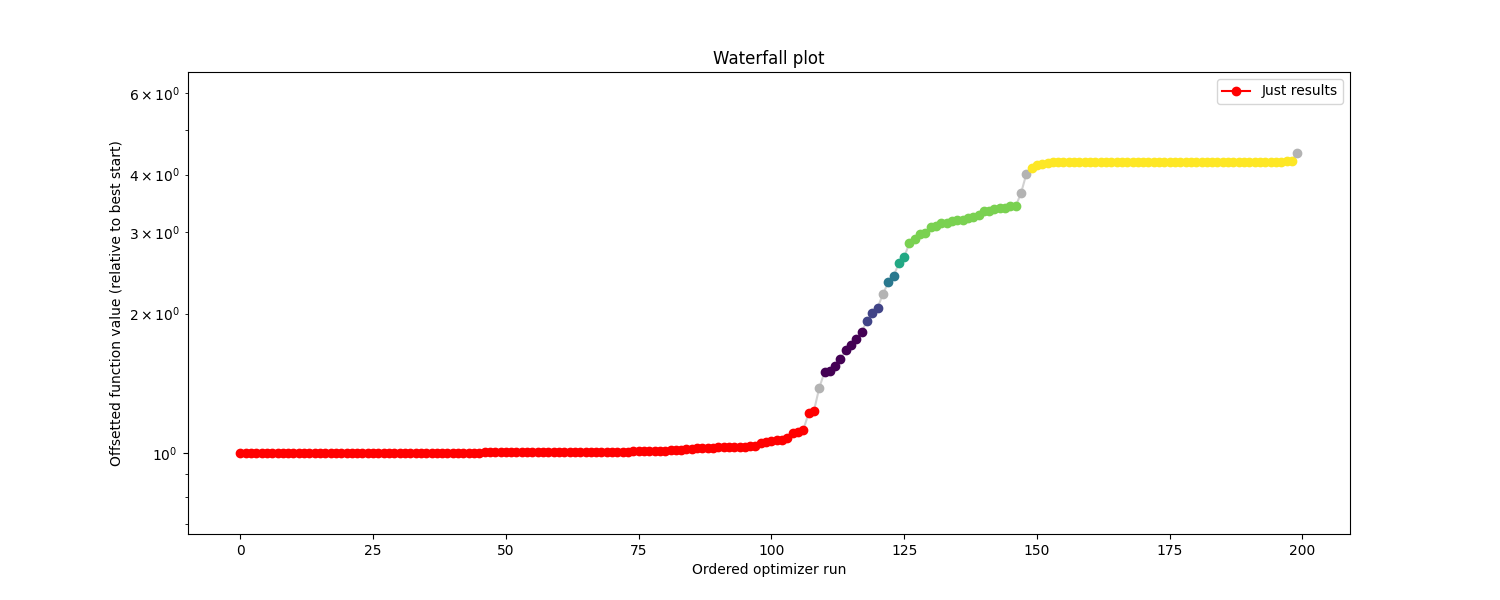 Waterfall plot
Just results
Offsetted function value (relative to best start)
6 × 10⁰
4 × 10⁰
3 × 10⁰
2 × 10⁰
10⁰
0 25 50 75 100 125 150 175 200
Ordered optimizer run